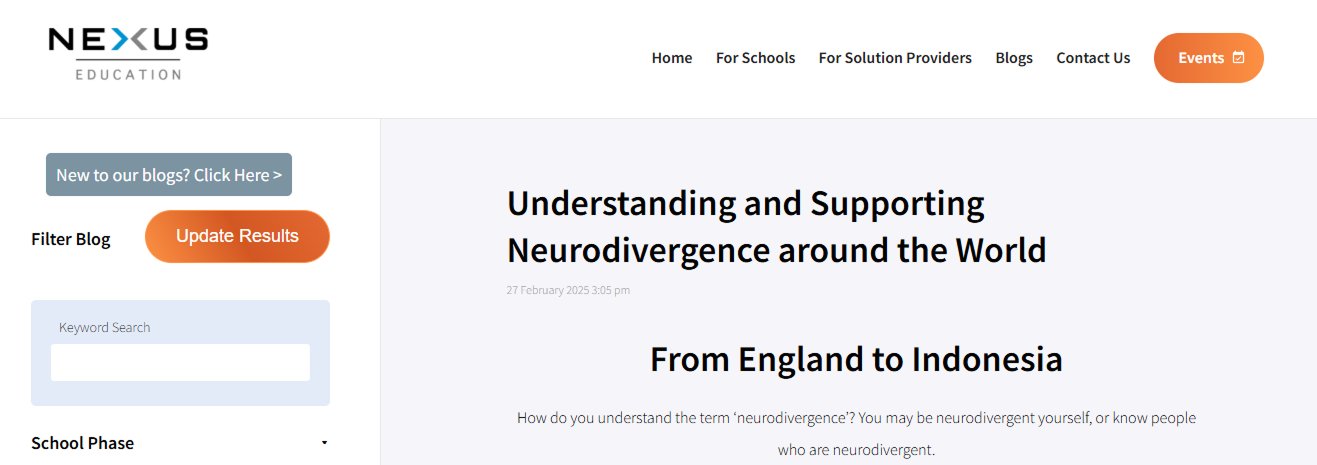 NEXUS
EDUCATION
Home For Schools For Solution Providers Blogs Contact Us Events
New to our blogs? Click Here >
Filter Blog Update Results
Keyword Search
School Phase
Understanding and Supporting
Neurodivergence around the World
27 February 2025 3:05 pm
From England to Indonesia
How do you understand the term ‘neurodivergence’? You may be neurodivergent yourself, or know people
who are neurodivergent.